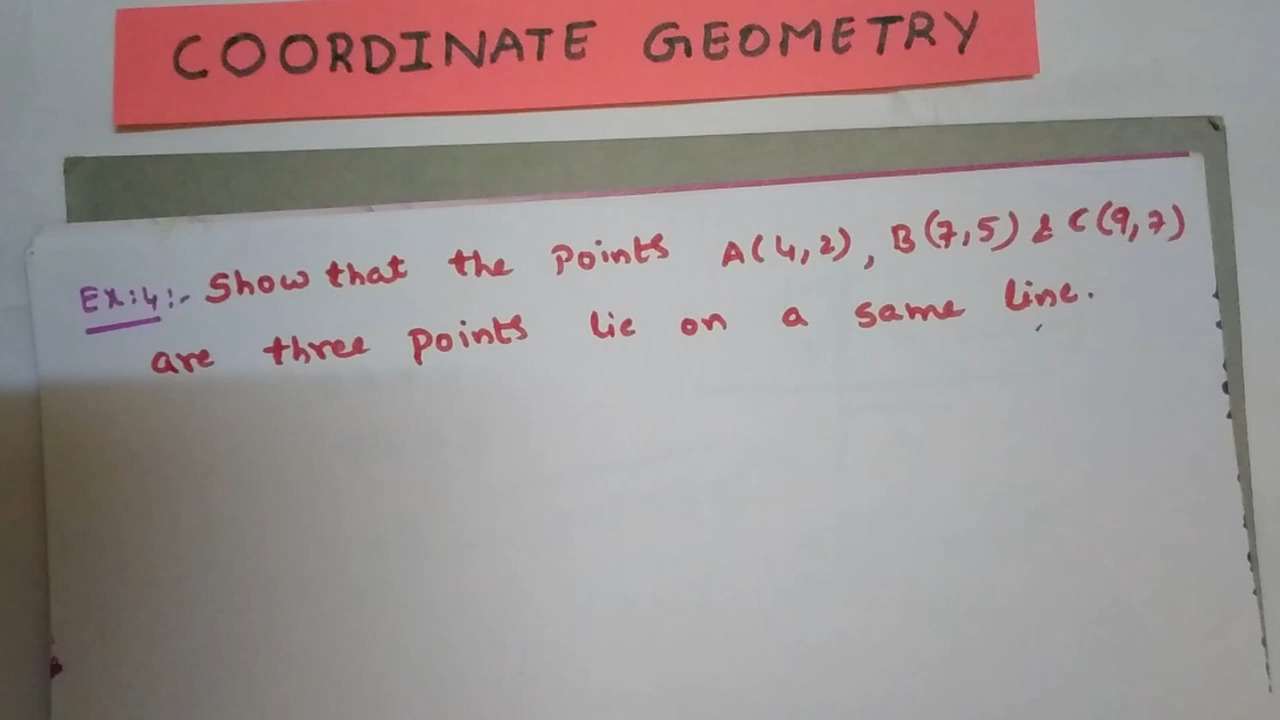 COORDINATE GEOMETRY
Ex:4:- Show that the Points A(4,2), B(7,5) & C(9,7)
are three points lie on a same line.